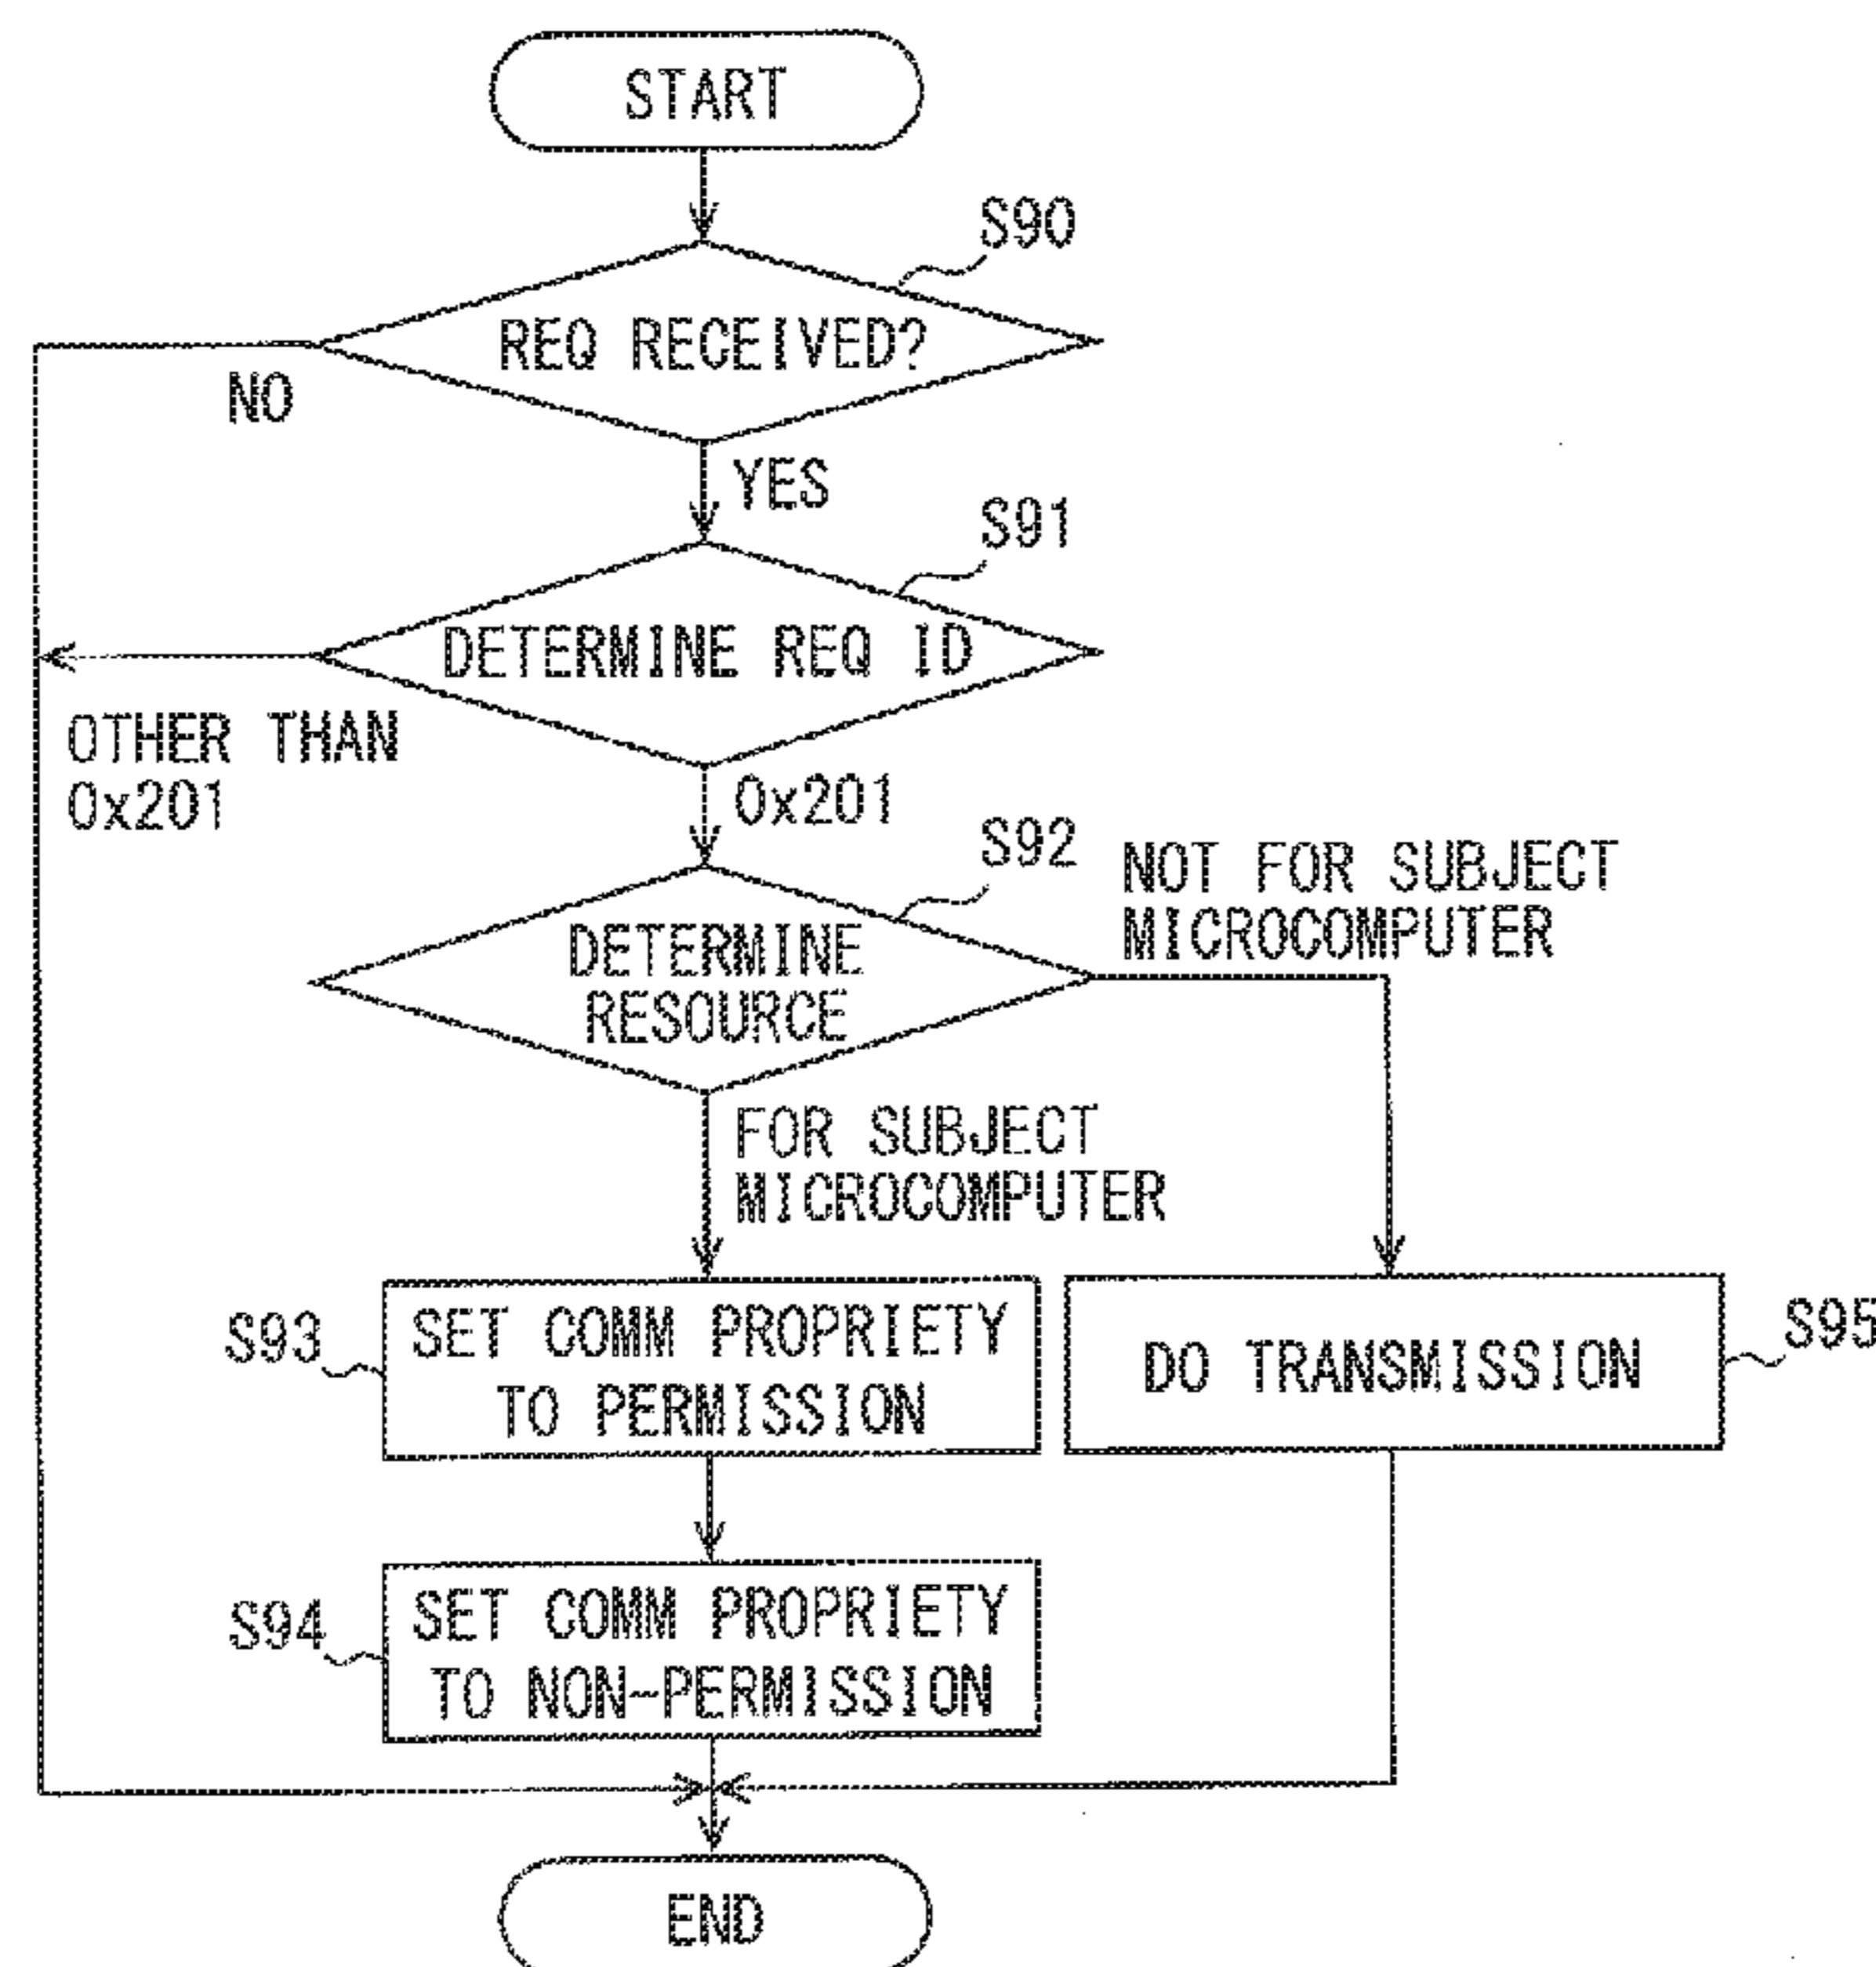 START
S90
REQ RECEIVED?
NO
YES
S91
DETERMINE REQ ID
OTHER THAN
0x201
0x201
S92
NOT FOR SUBJECT
MICROCOMPUTER
DETERMINE
RESOURCE
FOR SUBJECT
MICROCOMPUTER
S93
SET COMM PROPRIETY
TO PERMISSION
DO TRANSMISSION
S95
S94
SET COMM PROPRIETY
TO NON-PERMISSION
END